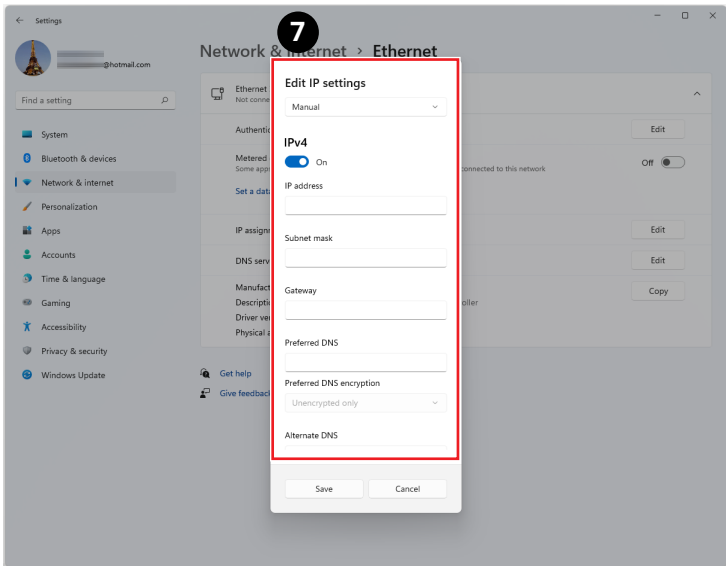 Settings
7
@hotmail.com
Network & Internet › Ethernet
Find a setting
System
Bluetooth & devices
Network & internet
Personalization
Apps
Accounts
Time & language
Gaming
Accessibility
Privacy & security
Windows Update
Ethernet
Not conne
Authentic
Edit
Metered
Some apps
connected to this network
Off
Set a data
IP assignm
Edit
DNS serv
Edit
Manufact
Copy
Descripti
oller
Driver ver
Physical a
Get help
Give feedback
Edit IP settings
Manual
IPv4
On
IP address
Subnet mask
Gateway
Preferred DNS
Preferred DNS encryption
Unencrypted only
Alternate DNS
Save
Cancel